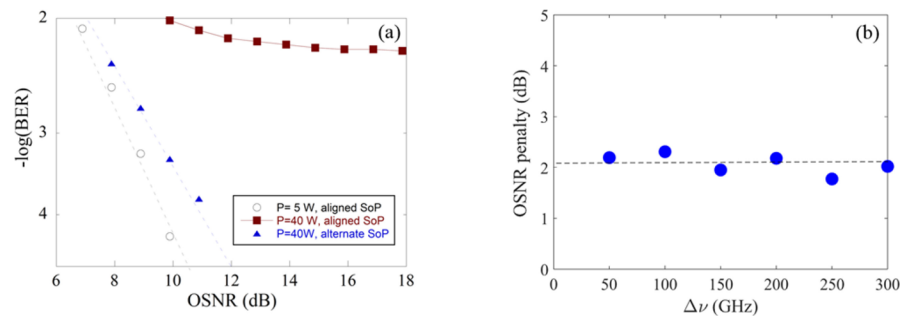 (a)
2
3
4
-log(BER)
P= 5 W, aligned SoP
P=40 W, aligned SoP
P=40W, alternate SoP
6 8 10 12 14 16 18
OSNR (dB)
(b)
5
4
3
2
1
0
OSNR penalty (dB)
0 50 100 150 200 250 300
Δν (GHz)